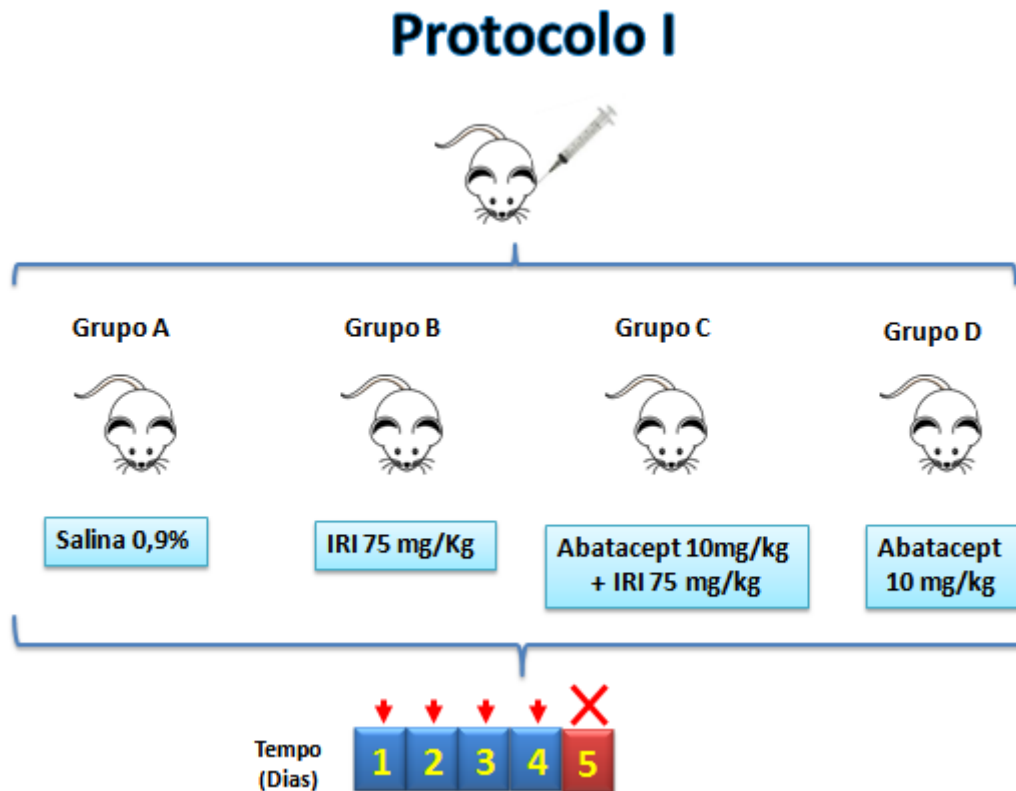 Protocolo I
Grupo A
Grupo B
Grupo C
Grupo D
Salina 0,9%
IRI 75 mg/Kg
Abatacept 10mg/kg
+ IRI 75 mg/kg
Abatacept
10 mg/kg
Tempo
(Dias)
1 2 3 4 5